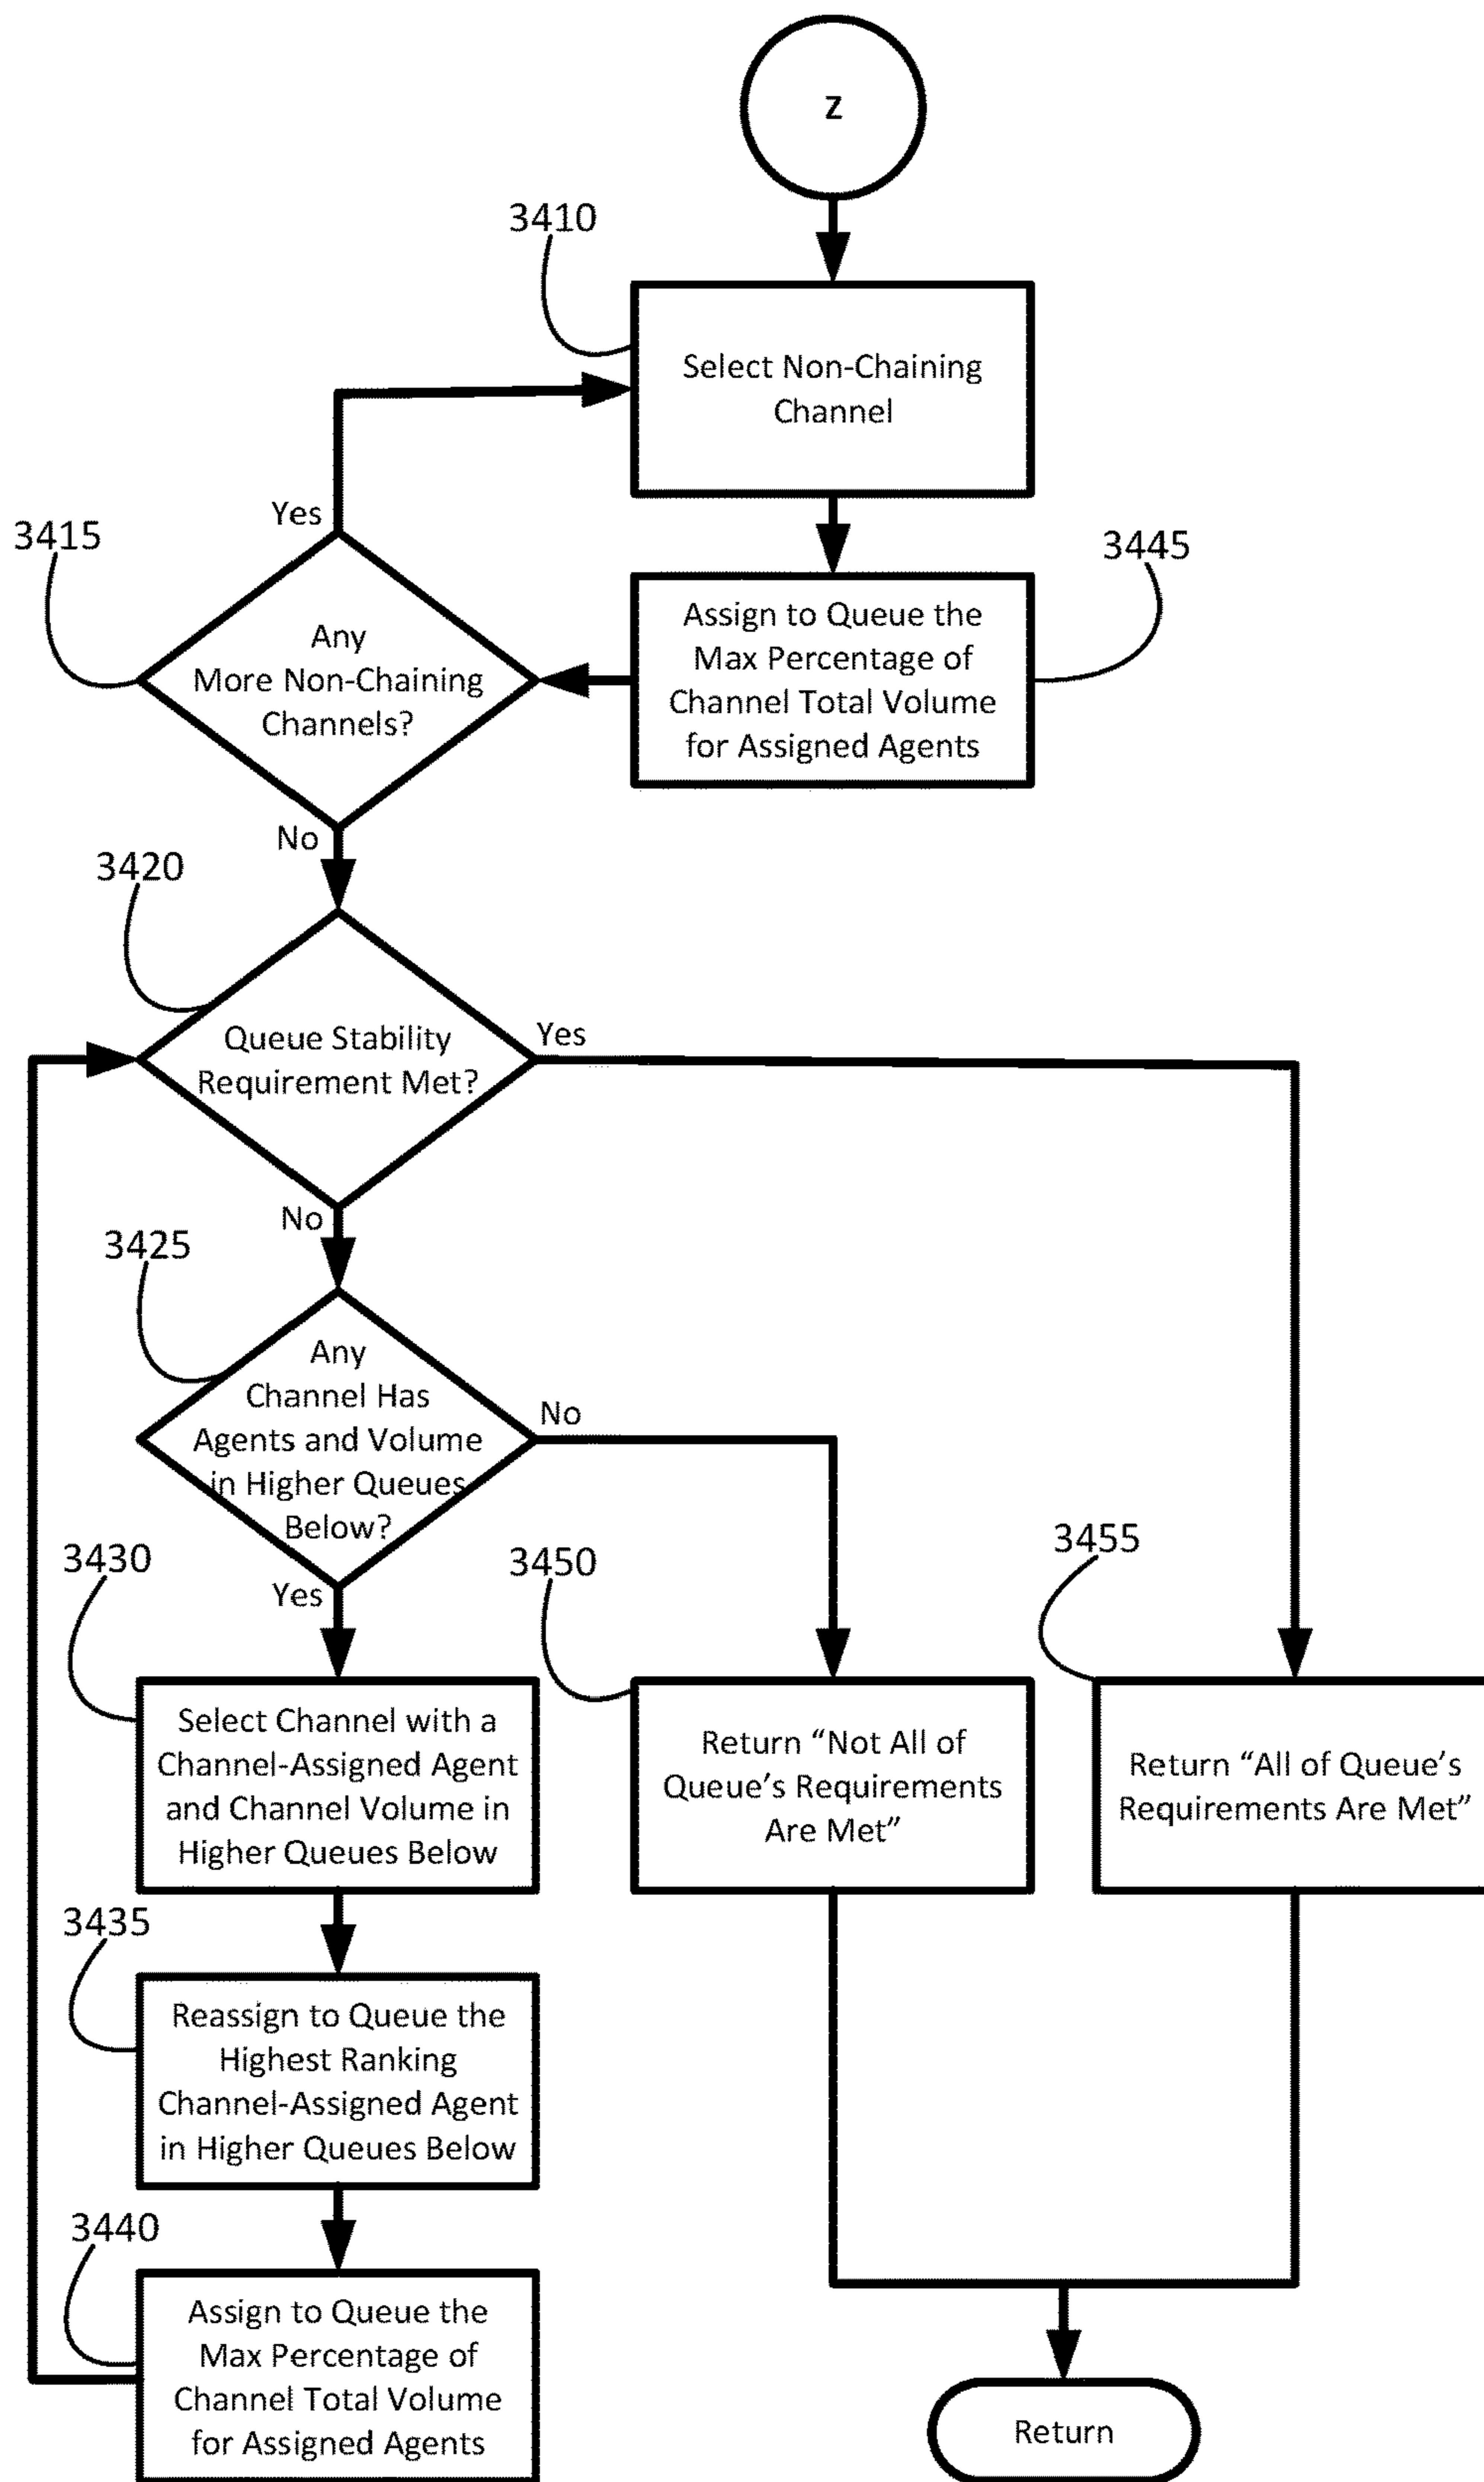 Z
3410
Select Non-Chaining
Channel
Yes
3415
3445
Any
More Non-Chaining
Channels?
Assign to Queue the
Max Percentage of
Channel Total Volume
for Assigned Agents
No
3420
Queue Stability
Requirement Met?
Yes
No
3425
Any
Channel Has
Agents and Volume
in Higher Queues
Below?
No
Yes
3430
3450
3455
Select Channel with a
Channel-Assigned Agent
and Channel Volume in
Higher Queues Below
Return “Not All of
Queue’s Requirements
Are Met”
Return “All of Queue’s
Requirements Are Met”
3435
Reassign to Queue the
Highest Ranking
Channel-Assigned Agent
in Higher Queues Below
3440
Assign to Queue the
Max Percentage of
Channel Total Volume
for Assigned Agents
Return